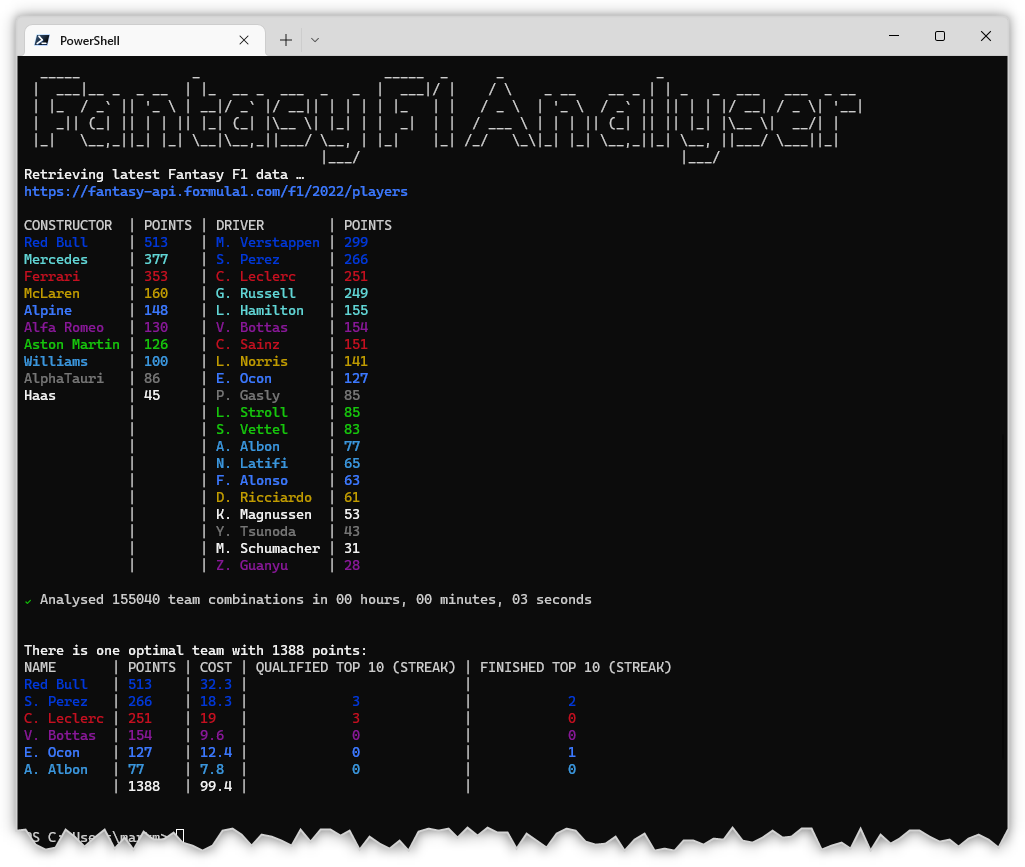 PowerShell
Fantasy F1 Analyser
Retrieving latest Fantasy F1 data …
https://fantasy-api.formula1.com/f1/2022/players
CONSTRUCTOR | POINTS | DRIVER | POINTS
Red Bull | 513 | M. Verstappen | 299
Mercedes | 377 | S. Perez | 266
Ferrari | 353 | C. Leclerc | 251
McLaren | 160 | G. Russell | 249
Alpine | 148 | L. Hamilton | 155
Alfa Romeo | 130 | V. Bottas | 154
Aston Martin | 126 | C. Sainz | 151
Williams | 100 | L. Norris | 141
AlphaTauri | 86 | E. Ocon | 127
Haas | 45 | P. Gasly | 85
| | L. Stroll | 85
| | S. Vettel | 83
| | A. Albon | 77
| | N. Latifi | 65
| | F. Alonso | 63
| | D. Ricciardo | 61
| | K. Magnussen | 53
| | Y. Tsunoda | 43
| | M. Schumacher | 31
| | Z. Guanyu | 28
✓ Analysed 155040 team combinations in 00 hours, 00 minutes, 03 seconds
There is one optimal team with 1388 points:
NAME | POINTS | COST | QUALIFIED TOP 10 (STREAK) | FINISHED TOP 10 (STREAK)
Red Bull | 513 | 32.3 | |
S. Perez | 266 | 18.3 | 3 | 2
C. Leclerc | 251 | 19 | 3 | 0
V. Bottas | 154 | 9.6 | 0 | 0
E. Ocon | 127 | 12.4 | 0 | 1
A. Albon | 77 | 7.8 | 0 | 0
| 1388 | 99.4 | |
PS